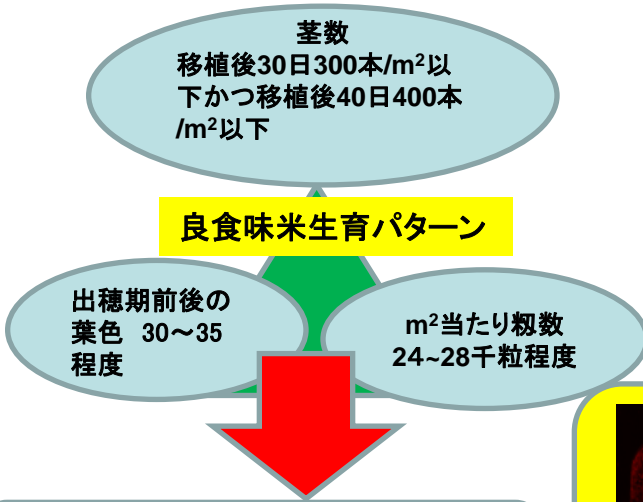 茎数
移植後30日300本/m²以
下かつ移植後40日400本
/m²以下
良食味米生育パターン
出穂期前後の
葉色　30～35
程度
m²当たり籾数
24~28千粒程度